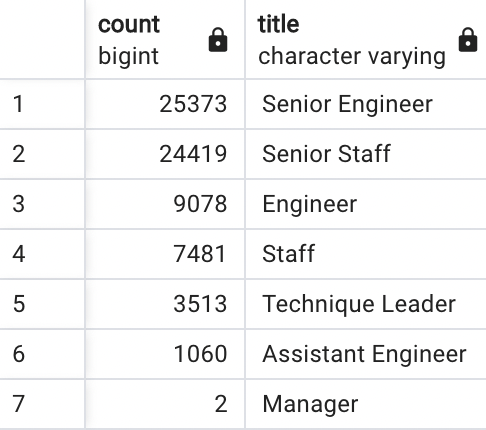 count title
bigint character varying
1 25373 Senior Engineer
2 24419 Senior Staff
3 9078 Engineer
4 7481 Staff
5 3513 Technique Leader
6 1060 Assistant Engineer
7 2 Manager